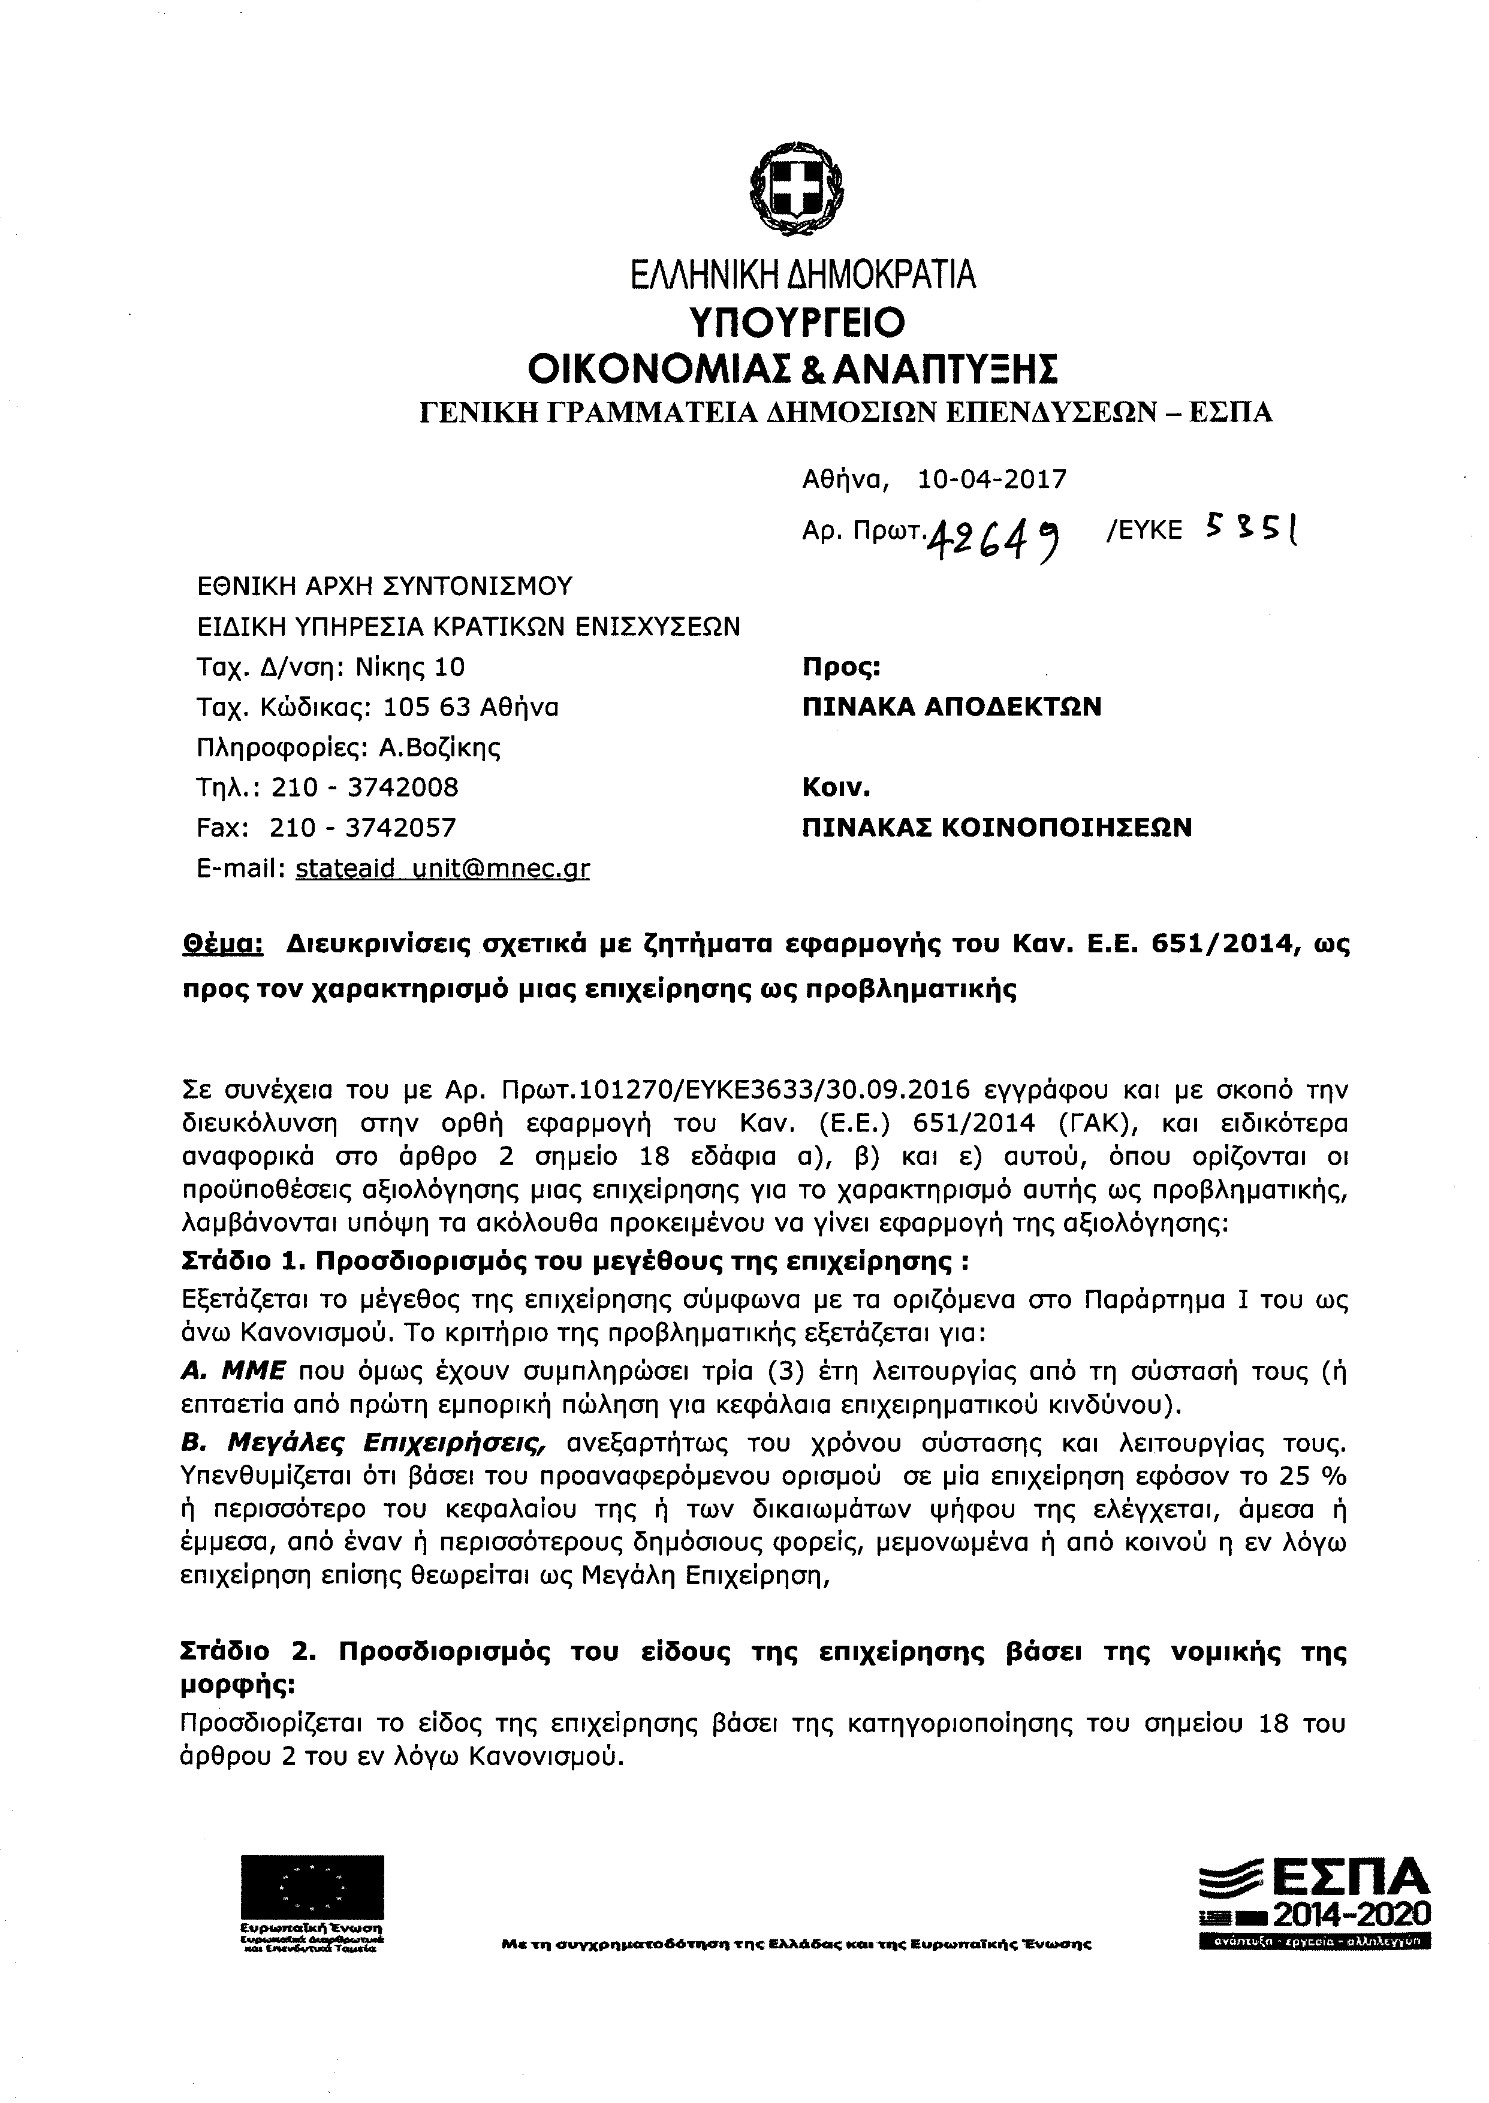 ΕΛΛΗΝΙΚΗ ΔΗΜΟΚΡΑΤΙΑ
ΥΠΟΥΡΓΕΙΟ
ΟΙΚΟΝΟΜΙΑΣ & ΑΝΑΠΤΥΞΗΣ
ΓΕΝΙΚΗ ΓΡΑΜΜΑΤΕΙΑ ΔΗΜΟΣΙΩΝ ΕΠΕΝΔΥΣΕΩΝ – ΕΣΠΑ
Αθήνα, 10-04-2017
Αρ. Πρωτ. 42649 /ΕΥΚΕ
ΕΘΝΙΚΗ ΑΡΧΗ ΣΥΝΤΟΝΙΣΜΟΥ
ΕΙΔΙΚΗ ΥΠΗΡΕΣΙΑ ΚΡΑΤΙΚΩΝ ΕΝΙΣΧΥΣΕΩΝ
Ταχ. Δ/νση: Νίκης 10
Ταχ. Κώδικας: 105 63 Αθήνα
Πληροφορίες: Α.Βοζίκης
Τηλ.: 210 - 3742008
Fax: 210 - 3742057
E-mail: stateaid_unit@mnec.gr
Προς:
ΠΙΝΑΚΑ ΑΠΟΔΕΚΤΩΝ
Κοιν.
ΠΙΝΑΚΑΣ ΚΟΙΝΟΠΟΙΗΣΕΩΝ
Θέμα: Διευκρινίσεις σχετικά με ζητήματα εφαρμογής του Καν. Ε.Ε. 651/2014, ως
προς τον χαρακτηρισμό μιας επιχείρησης ως προβληματικής
Σε συνέχεια του με Αρ. Πρωτ.101270/ΕΥΚΕ3633/30.09.2016 εγγράφου και με σκοπό την
διευκόλυνση στην ορθή εφαρμογή του Καν. (Ε.Ε.) 651/2014 (ΓΑΚ), και ειδικότερα
αναφορικά στο άρθρο 2 σημείο 18 εδάφια α), β) και ε) αυτού, όπου ορίζονται οι
προϋποθέσεις αξιολόγησης μιας επιχείρησης για το χαρακτηρισμό αυτής ως προβληματικής,
λαμβάνονται υπόψη τα ακόλουθα προκειμένου να γίνει εφαρμογή της αξιολόγησης:
Στάδιο 1. Προσδιορισμός του μεγέθους της επιχείρησης :
Εξετάζεται το μέγεθος της επιχείρησης σύμφωνα με τα οριζόμενα στο Παράρτημα Ι του ως
άνω Κανονισμού. Το κριτήριο της προβληματικής εξετάζεται για:
Α. ΜΜΕ που όμως έχουν συμπληρώσει τρία (3) έτη λειτουργίας από τη σύστασή τους (ή
επταετία από πρώτη εμπορική πώληση για κεφάλαια επιχειρηματικού κινδύνου).
Β. Μεγάλες Επιχειρήσεις, ανεξαρτήτως του χρόνου σύστασης και λειτουργίας τους.
Υπενθυμίζεται ότι βάσει του προαναφερόμενου ορισμού σε μία επιχείρηση εφόσον το 25 %
ή περισσότερο του κεφαλαίου της ή των δικαιωμάτων ψήφου της ελέγχεται, άμεσα ή
έμμεσα, από έναν ή περισσότερους δημόσιους φορείς, μεμονωμένα ή από κοινού η εν λόγω
επιχείρηση επίσης θεωρείται ως Μεγάλη Επιχείρηση,
Στάδιο 2. Προσδιορισμός του είδους της επιχείρησης βάσει της νομικής της
μορφής:
Προσδιορίζεται το είδος της επιχείρησης βάσει της κατηγοριοποίησης του σημείου 18 του
άρθρου 2 του εν λόγω Κανονισμού.
Ευρωπαϊκή Ένωση
Ευρωπαϊκά Διαρθρωτικά
και Επενδυτικά Ταμεία
Με τη συγχρηματοδότηση της Ελλάδας και της Ευρωπαϊκής Ένωσης
ΕΣΠΑ
2014-2020
ανάπτυξη - εργασία - αλληλεγγύη